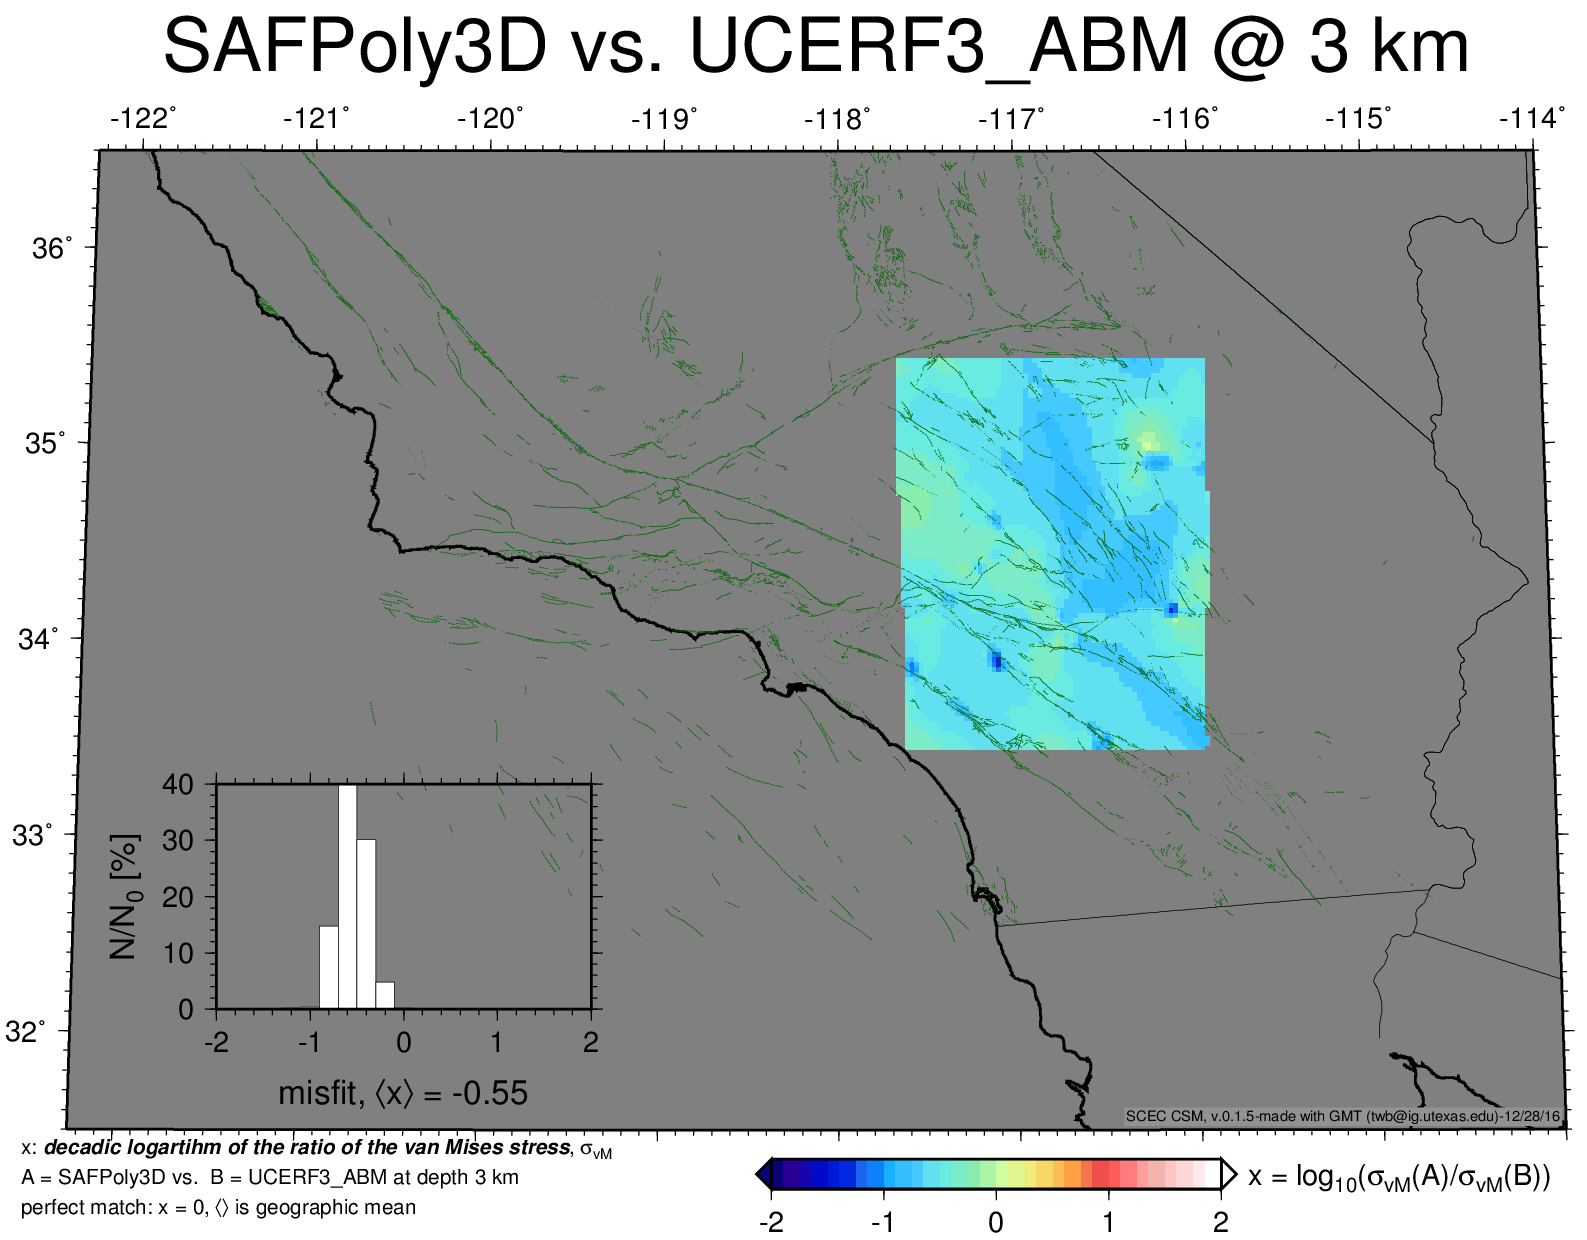 SAFPoly3D vs. UCERF3_ABM @ 3 km
-122˚ -121˚ -120˚ -119˚ -118˚ -117˚ -116˚ -115˚ -114˚
36˚
35˚
34˚
33˚
32˚
40
30
20
10
0
N/N0 [%]
-2 -1 0 1 2
misfit, ⟨x⟩ = -0.55
SCEC CSM, v.0.1.5-made with GMT (twb@ig.utexas.edu)-12/28/16
x: decadic logartihm of the ratio of the van Mises stress, σvM
A = SAFPoly3D vs. B = UCERF3_ABM at depth 3 km
perfect match: x = 0, ⟨⟩ is geographic mean
x = log10(σvM(A)/σvM(B))
-2 -1 0 1 2